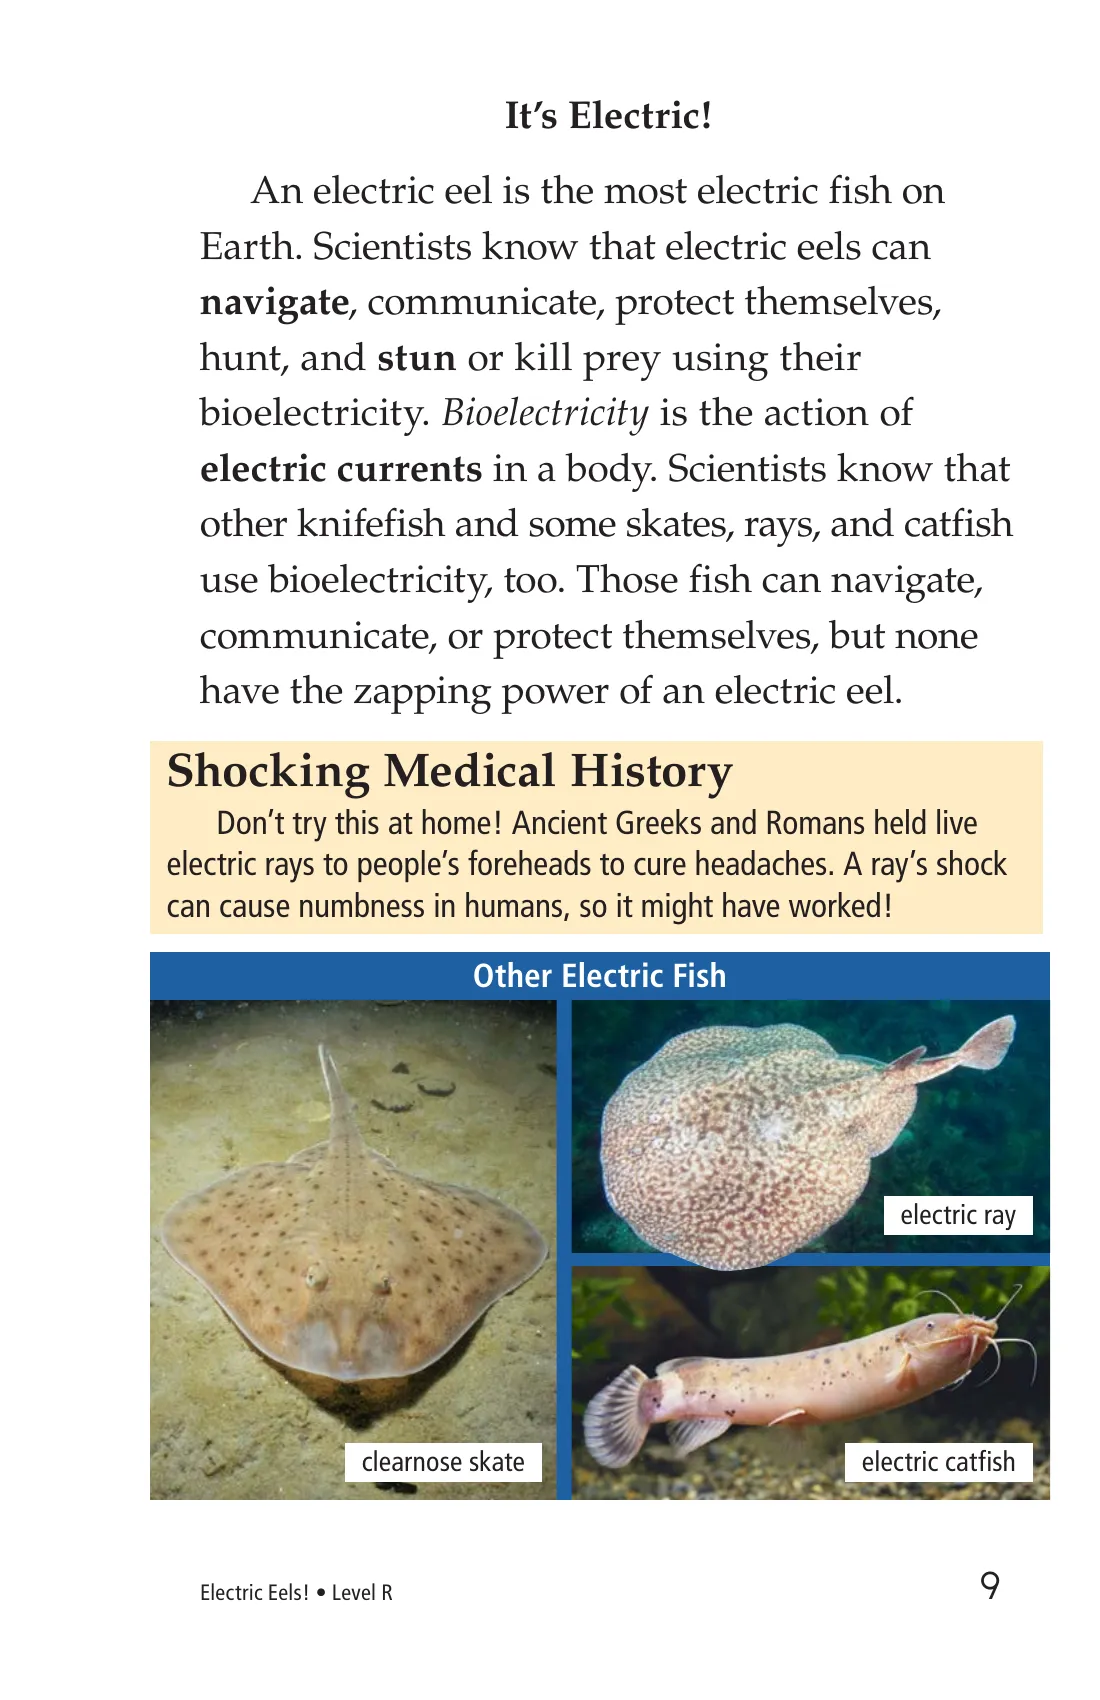 It's Electric!
An electric eel is the most electric fish on
Earth. Scientists know that electric eels can
navigate, communicate, protect themselves,
hunt, and stun or kill prey using their
bioelectricity. Bioelectricity is the action of
electric currents in a body. Scientists know that
other knifefish and some skates, rays, and catfish
use bioelectricity, too. Those fish can navigate,
communicate, or protect themselves, but none
have the zapping power of an electric eel.
Shocking Medical History
Don't try this at home! Ancient Greeks and Romans held live
electric rays to people's foreheads to cure headaches. A ray's shock
can cause numbness in humans, so it might have worked!
Other Electric Fish
electric ray
clearnose skate
electric catfish
Electric Eels! • Level R
9